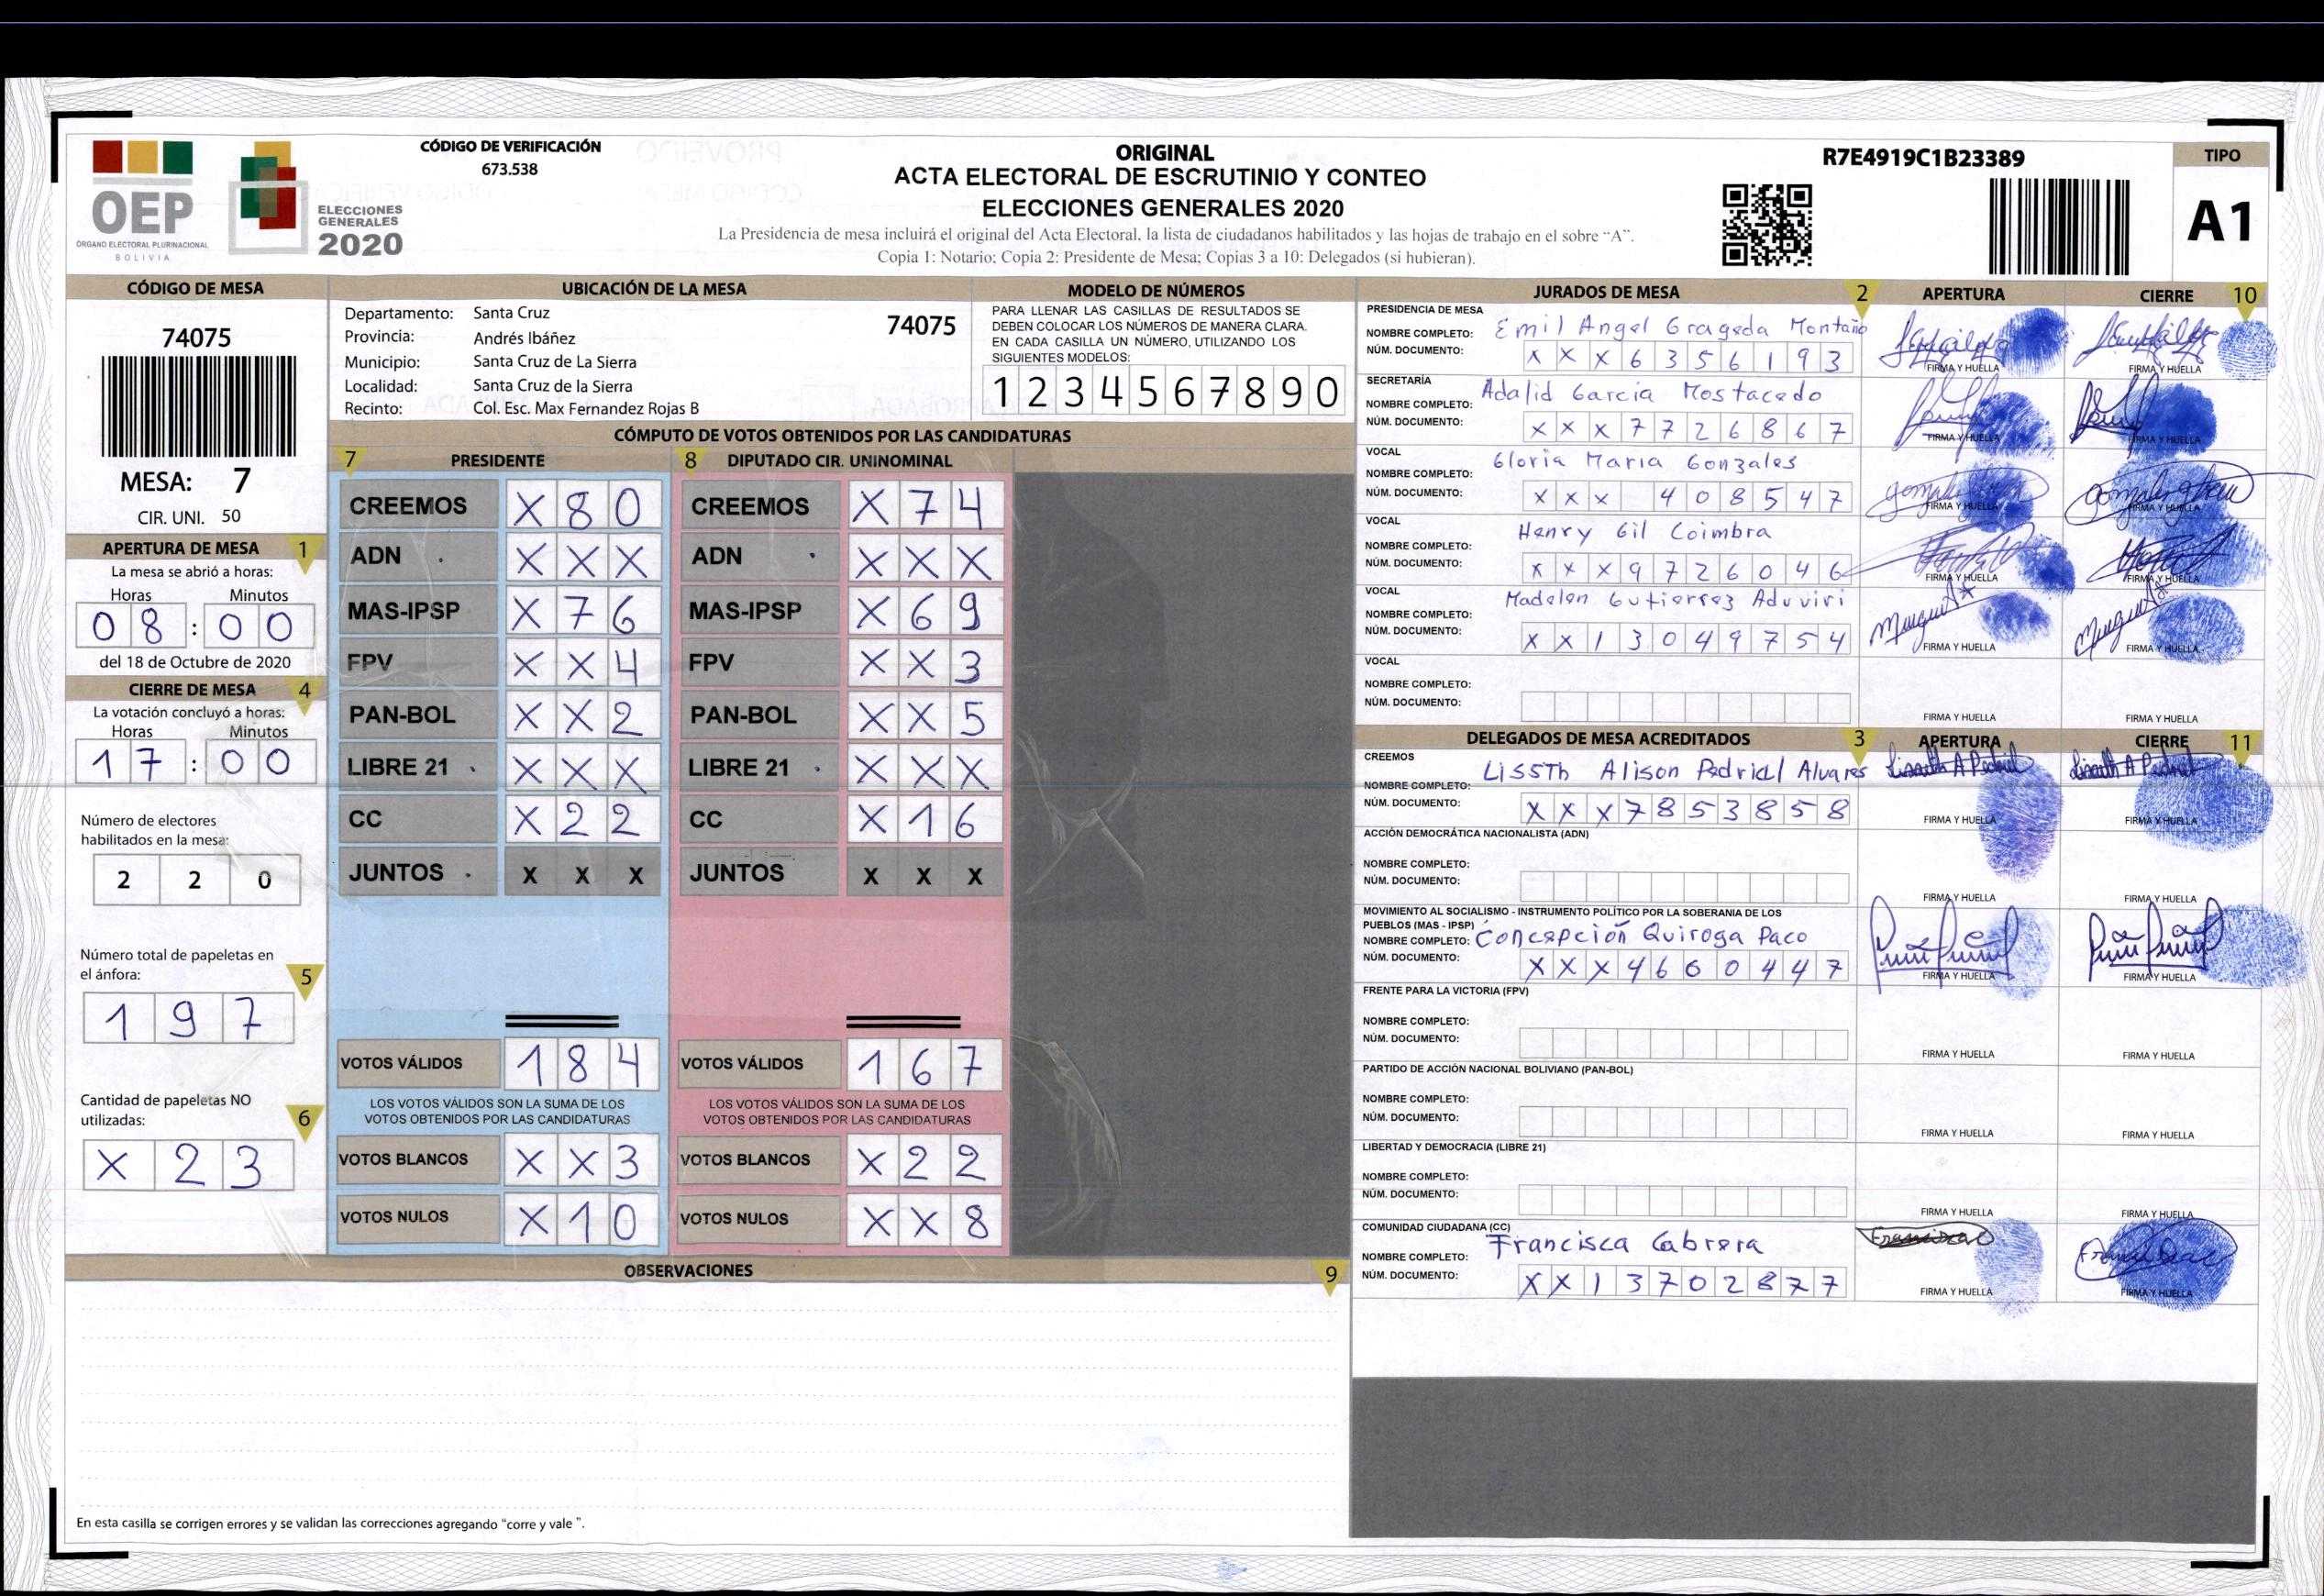 OEP
ÓRGANO ELECTORAL PLURINACIONAL
BOLIVIA
ELECCIONES
GENERALES
2020
CÓDIGO DE VERIFICACIÓN
673.538
ORIGINAL
ACTA ELECTORAL DE ESCRUTINIO Y CONTEO
ELECCIONES GENERALES 2020
La Presidencia de mesa incluirá el original del Acta Electoral, la lista de ciudadanos habilitados y las hojas de trabajo en el sobre "A".
Copia 1: Notario; Copia 2: Presidente de Mesa; Copias 3 a 10: Delegados (si hubieran).
R7E4919C1B23389
TIPO
A1
CÓDIGO DE MESA
74075
MESA: 7
CIR. UNI. 50
APERTURA DE MESA 1
La mesa se abrió a horas:
Horas Minutos
08 : 00
del 18 de Octubre de 2020
CIERRE DE MESA 4
La votación concluyó a horas:
Horas Minutos
17 : 00
Número de electores
habilitados en la mesa:
2 2 0
Número total de papeletas en
el ánfora: 5
1 9 7
Cantidad de papeletas NO
utilizadas: 6
X 2 3
UBICACIÓN DE LA MESA
Departamento: Santa Cruz 74075
Provincia: Andrés Ibáñez
Municipio: Santa Cruz de La Sierra
Localidad: Santa Cruz de la Sierra
Recinto: Col. Esc. Max Fernandez Rojas B
MODELO DE NÚMEROS
PARA LLENAR LAS CASILLAS DE RESULTADOS SE
DEBEN COLOCAR LOS NÚMEROS DE MANERA CLARA.
EN CADA CASILLA UN NÚMERO, UTILIZANDO LOS
SIGUIENTES MODELOS:
1 2 3 4 5 6 7 8 9 0
CÓMPUTO DE VOTOS OBTENIDOS POR LAS CANDIDATURAS
7 PRESIDENTE
CREEMOS X 8 0
ADN X X X
MAS-IPSP X 7 6
FPV X X 4
PAN-BOL X X 2
LIBRE 21 X X X
CC X 2 2
JUNTOS X X X
VOTOS VÁLIDOS 1 8 4
LOS VOTOS VÁLIDOS SON LA SUMA DE LOS
VOTOS OBTENIDOS POR LAS CANDIDATURAS
VOTOS BLANCOS X X 3
VOTOS NULOS X 1 0
8 DIPUTADO CIR. UNINOMINAL
CREEMOS X 7 4
ADN X X X
MAS-IPSP X 6 9
FPV X X 3
PAN-BOL X X 5
LIBRE 21 X X X
CC X 1 6
JUNTOS X X X
VOTOS VÁLIDOS 1 6 7
LOS VOTOS VÁLIDOS SON LA SUMA DE LOS
VOTOS OBTENIDOS POR LAS CANDIDATURAS
VOTOS BLANCOS X 2 2
VOTOS NULOS X X 8
OBSERVACIONES 9
En esta casilla se corrigen errores y se validan las correcciones agregando "corre y vale ".
JURADOS DE MESA 2 APERTURA CIERRE 10
PRESIDENCIA DE MESA
NOMBRE COMPLETO: Emil Angel Grageda Montaño
NÚM. DOCUMENTO: X X X 6 3 5 6 1 9 3
FIRMA Y HUELLA FIRMA Y HUELLA
SECRETARÍA
NOMBRE COMPLETO: Adalid Garcia Mostacedo
NÚM. DOCUMENTO: X X X 7 7 2 6 8 6 7
FIRMA Y HUELLA FIRMA Y HUELLA
VOCAL
NOMBRE COMPLETO: Gloria Maria Gonzales
NÚM. DOCUMENTO: X X X 4 0 8 5 4 7
FIRMA Y HUELLA FIRMA Y HUELLA
VOCAL
NOMBRE COMPLETO: Henry Gil Coimbra
NÚM. DOCUMENTO: X X X 9 7 2 6 0 4 6
FIRMA Y HUELLA FIRMA Y HUELLA
VOCAL
NOMBRE COMPLETO: Madelen Gutierrez Aduviri
NÚM. DOCUMENTO: X X 1 3 0 4 9 7 5 4
FIRMA Y HUELLA FIRMA Y HUELLA
VOCAL
NOMBRE COMPLETO:
NÚM. DOCUMENTO:
FIRMA Y HUELLA FIRMA Y HUELLA
DELEGADOS DE MESA ACREDITADOS 3 APERTURA CIERRE 11
CREEMOS
NOMBRE COMPLETO: Lissth Alison Pedriel Alvares
NÚM. DOCUMENTO: X X X 7 8 5 3 8 5 8
FIRMA Y HUELLA FIRMA Y HUELLA
ACCIÓN DEMOCRÁTICA NACIONALISTA (ADN)
NOMBRE COMPLETO:
NÚM. DOCUMENTO:
FIRMA Y HUELLA FIRMA Y HUELLA
MOVIMIENTO AL SOCIALISMO - INSTRUMENTO POLÍTICO POR LA SOBERANIA DE LOS
PUEBLOS (MAS - IPSP)
NOMBRE COMPLETO: Concepción Quiroga Paco
NÚM. DOCUMENTO: X X X 4 6 6 0 4 4 7
FIRMA Y HUELLA FIRMA Y HUELLA
FRENTE PARA LA VICTORIA (FPV)
NOMBRE COMPLETO:
NÚM. DOCUMENTO:
FIRMA Y HUELLA FIRMA Y HUELLA
PARTIDO DE ACCIÓN NACIONAL BOLIVIANO (PAN-BOL)
NOMBRE COMPLETO:
NÚM. DOCUMENTO:
FIRMA Y HUELLA FIRMA Y HUELLA
LIBERTAD Y DEMOCRACIA (LIBRE 21)
NOMBRE COMPLETO:
NÚM. DOCUMENTO:
FIRMA Y HUELLA FIRMA Y HUELLA
COMUNIDAD CIUDADANA (CC)
NOMBRE COMPLETO: Francisca Cabrera
NÚM. DOCUMENTO: X X 1 3 7 0 2 8 7 7
FIRMA Y HUELLA FIRMA Y HUELLA